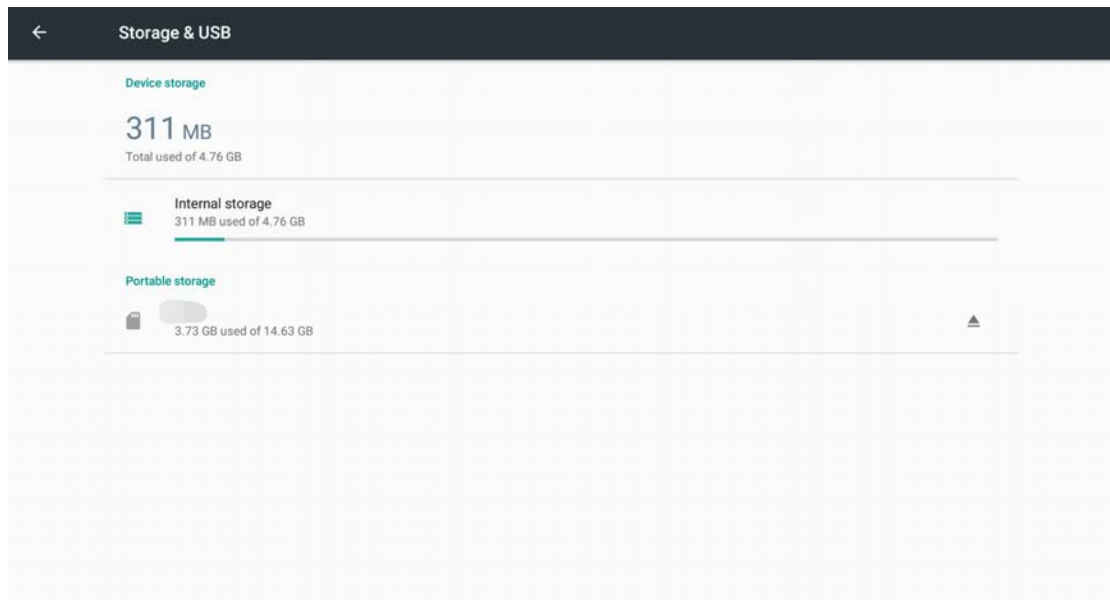 Storage & USB
Device storage
311 MB
Total used of 4.76 GB
Internal storage
311 MB used of 4.76 GB
Portable storage
3.73 GB used of 14.63 GB